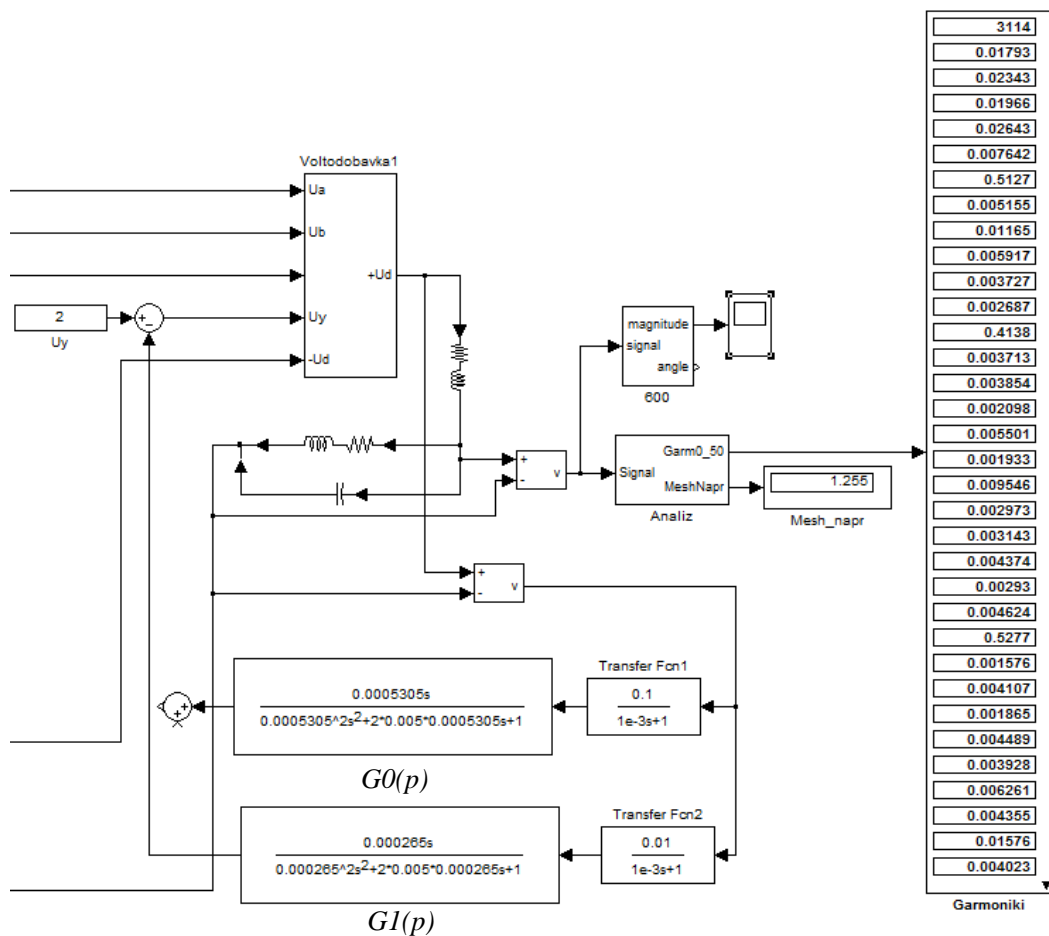 Voltodobavka1
Ua
Ub
+Ud
Uy
-Ud
2
Uy
+
-
magnitude
signal
angle
600
+
-
v
Signal
Garm0_50
MeshNapr
Analiz
1.255
Mesh_napr
+
-
v
Transfer Fcn1
0.1
1e-3s+1
0.0005305s
0.0005305^2s²+2*0.005*0.0005305s+1
+
+
G0(p)
Transfer Fcn2
0.01
1e-3s+1
0.000265s
0.000265^2s²+2*0.005*0.000265s+1
G1(p)
3114
0.01793
0.02343
0.01966
0.02643
0.007642
0.5127
0.005155
0.01165
0.005917
0.003727
0.002687
0.4138
0.003713
0.003854
0.002098
0.005501
0.001933
0.009546
0.002973
0.003143
0.004374
0.00293
0.004624
0.5277
0.001576
0.004107
0.001865
0.004489
0.003928
0.006261
0.004355
0.01576
0.004023
Garmoniki